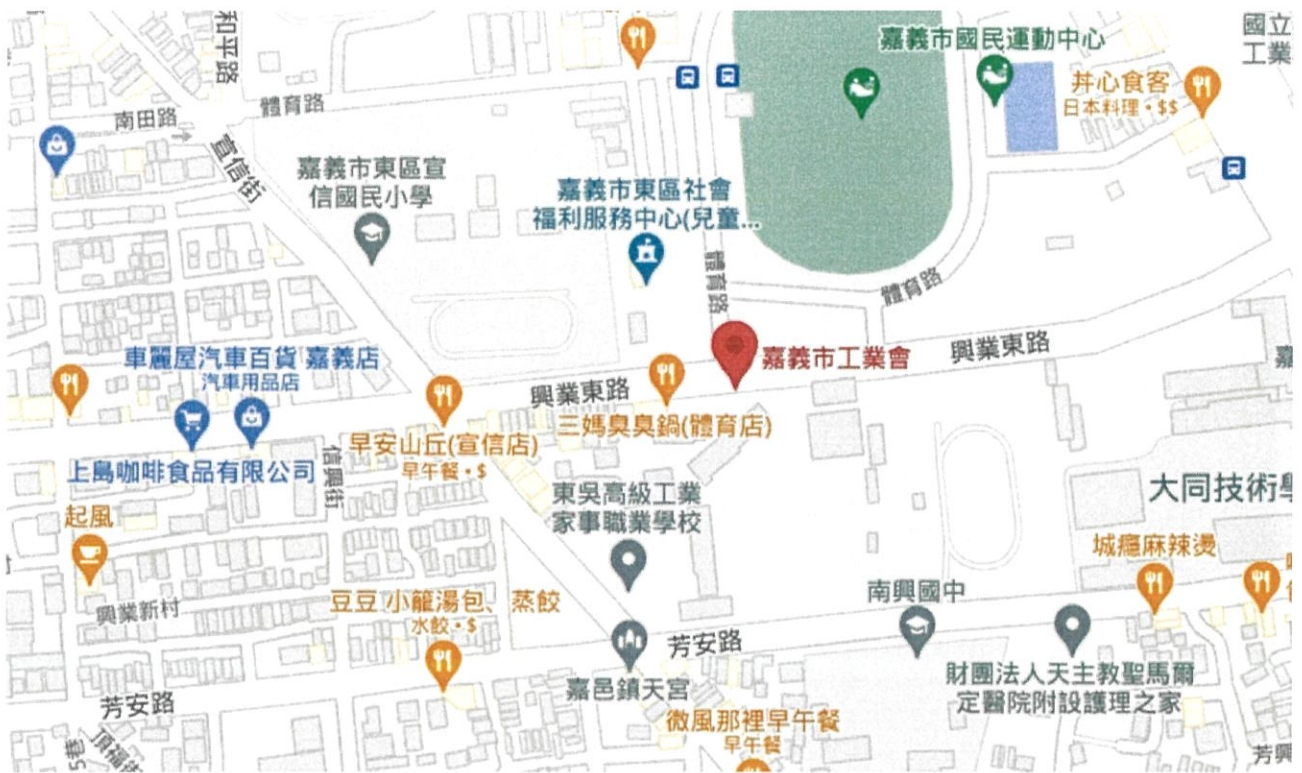 和平路
國立
工業
嘉義市國民運動中心
丼心食客
日本料理・$$
體育路
南田路
宣信街
嘉義市東區宣
信國民小學
嘉義市東區社會
福利服務中心(兒童...
體育路
體育路
車麗屋汽車百貨 嘉義店
汽車用品店
嘉義市工業會
興業東路
興業東路
三媽臭臭鍋(體育店)
早安山丘(宣信店)
早午餐・$
上島咖啡食品有限公司
信興街
東吳高級工業
家事職業學校
大同技術學
起風
城癮麻辣燙
興業新村
豆豆 小籠湯包、蒸餃
水餃・$
南興國中
芳安路
嘉邑鎮天宮
財團法人天主教聖馬爾
定醫院附設護理之家
芳安路
微風那裡早午餐
早午餐
頂福街
芳興